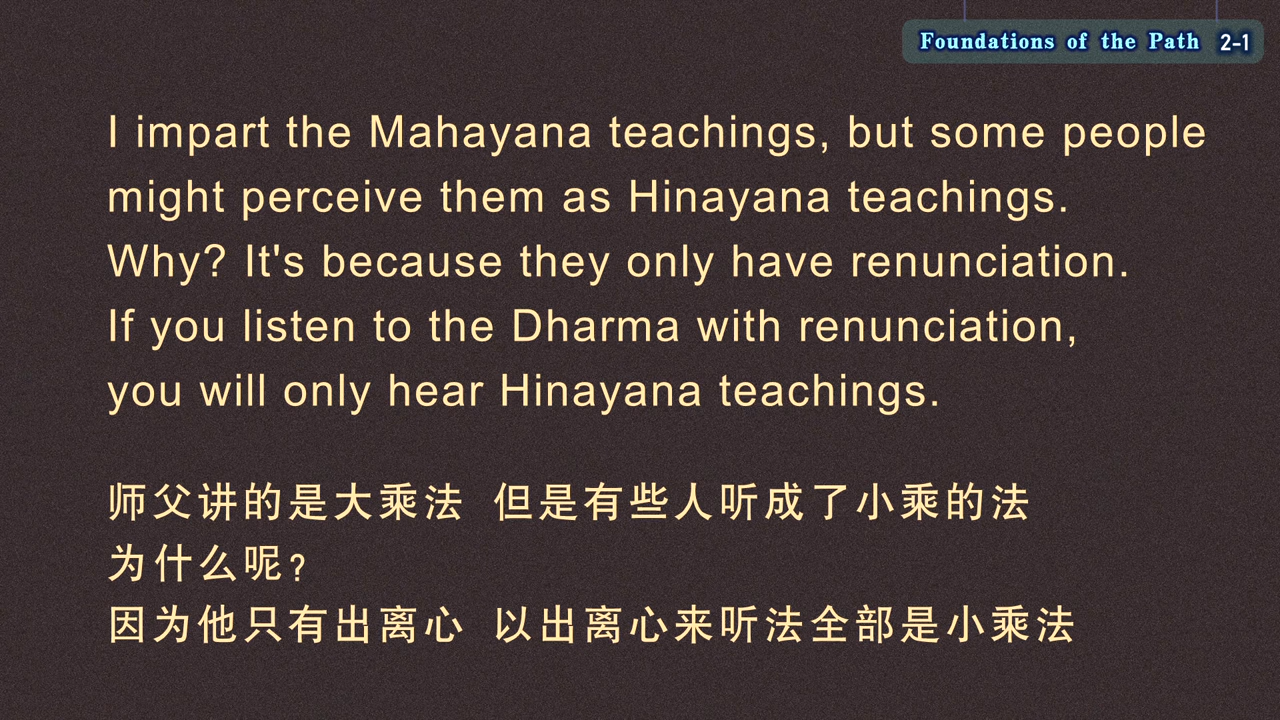 Foundations of the Path 2-1
I impart the Mahayana teachings, but some people
might perceive them as Hinayana teachings.
Why? It's because they only have renunciation.
If you listen to the Dharma with renunciation,
you will only hear Hinayana teachings.
师父讲的是大乘法 但是有些人听成了小乘的法
为什么呢?
因为他只有出离心 以出离心来听法全部是小乘法